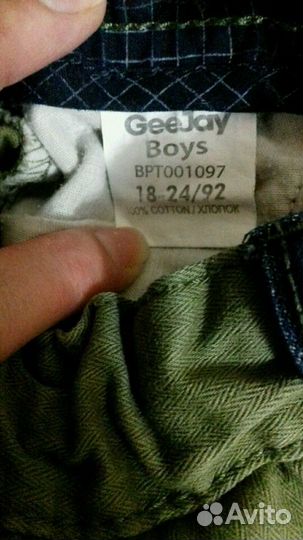 GeeJay
Boys
BPT001097
18-24/92
100% COTTON / ХЛОПОК
Avito